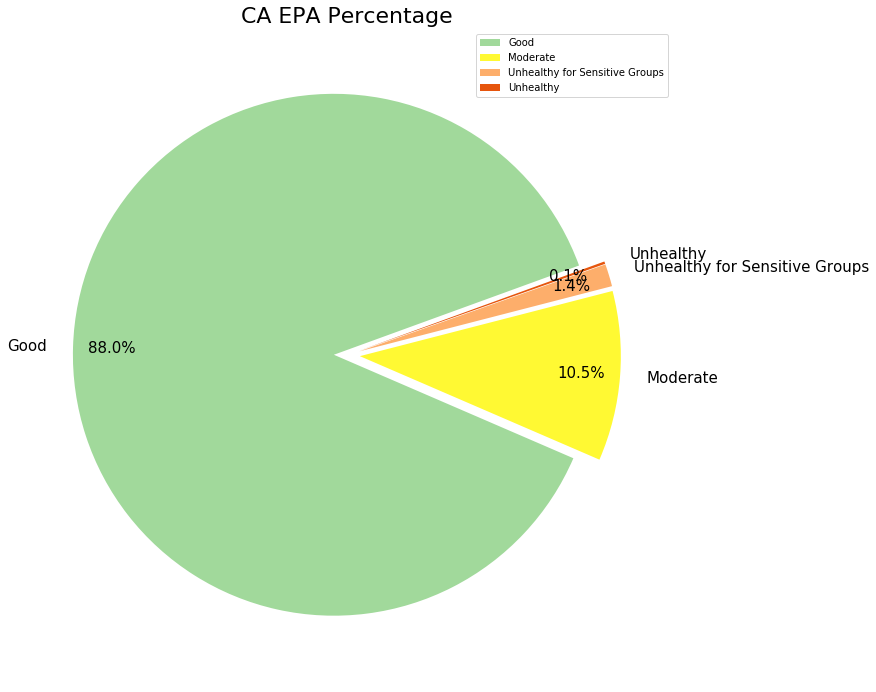 CA EPA Percentage
Good
Moderate
Unhealthy for Sensitive Groups
Unhealthy
Unhealthy
0.1%
Unhealthy for Sensitive Groups
1.4%
Good
88.0%
10.5%
Moderate